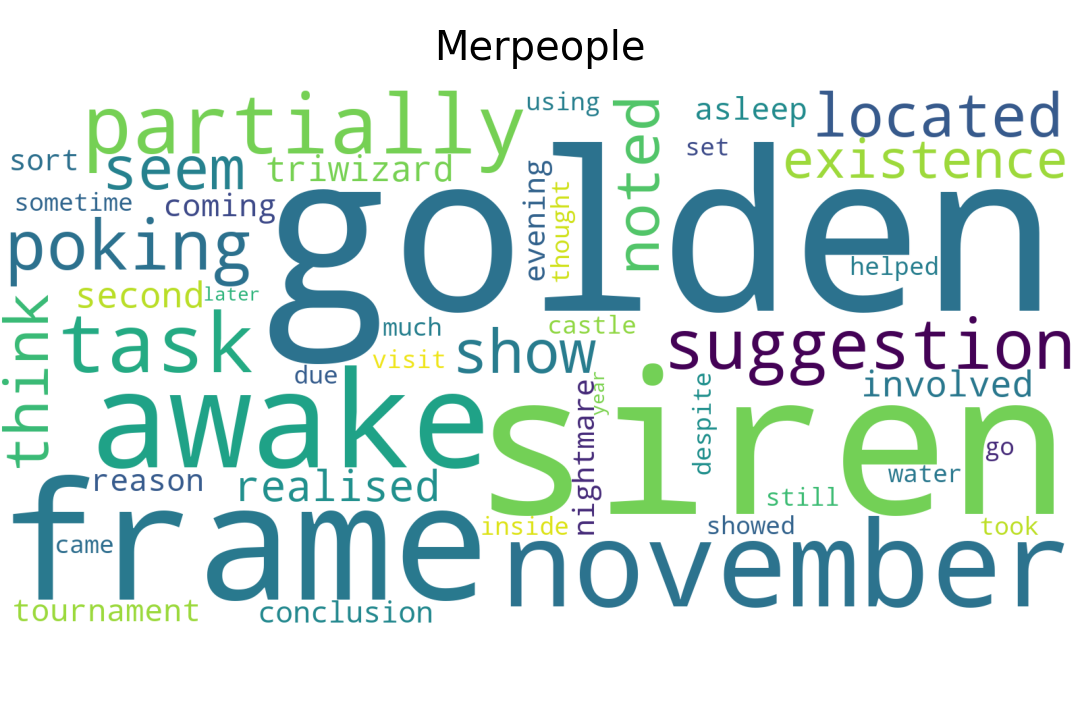 Merpeople
partially
using
noted
asleep
located
sort
seem
triwizard
set
existence
sometime
coming
golden
evening
thought
poking
helped
second
later
think
task
much
castle
show
suggestion
visit
due
year
involved
awake
siren
nightmare
despite
go
reason
realised
water
still
frame
inside
showed
took
came
november
tournament
conclusion